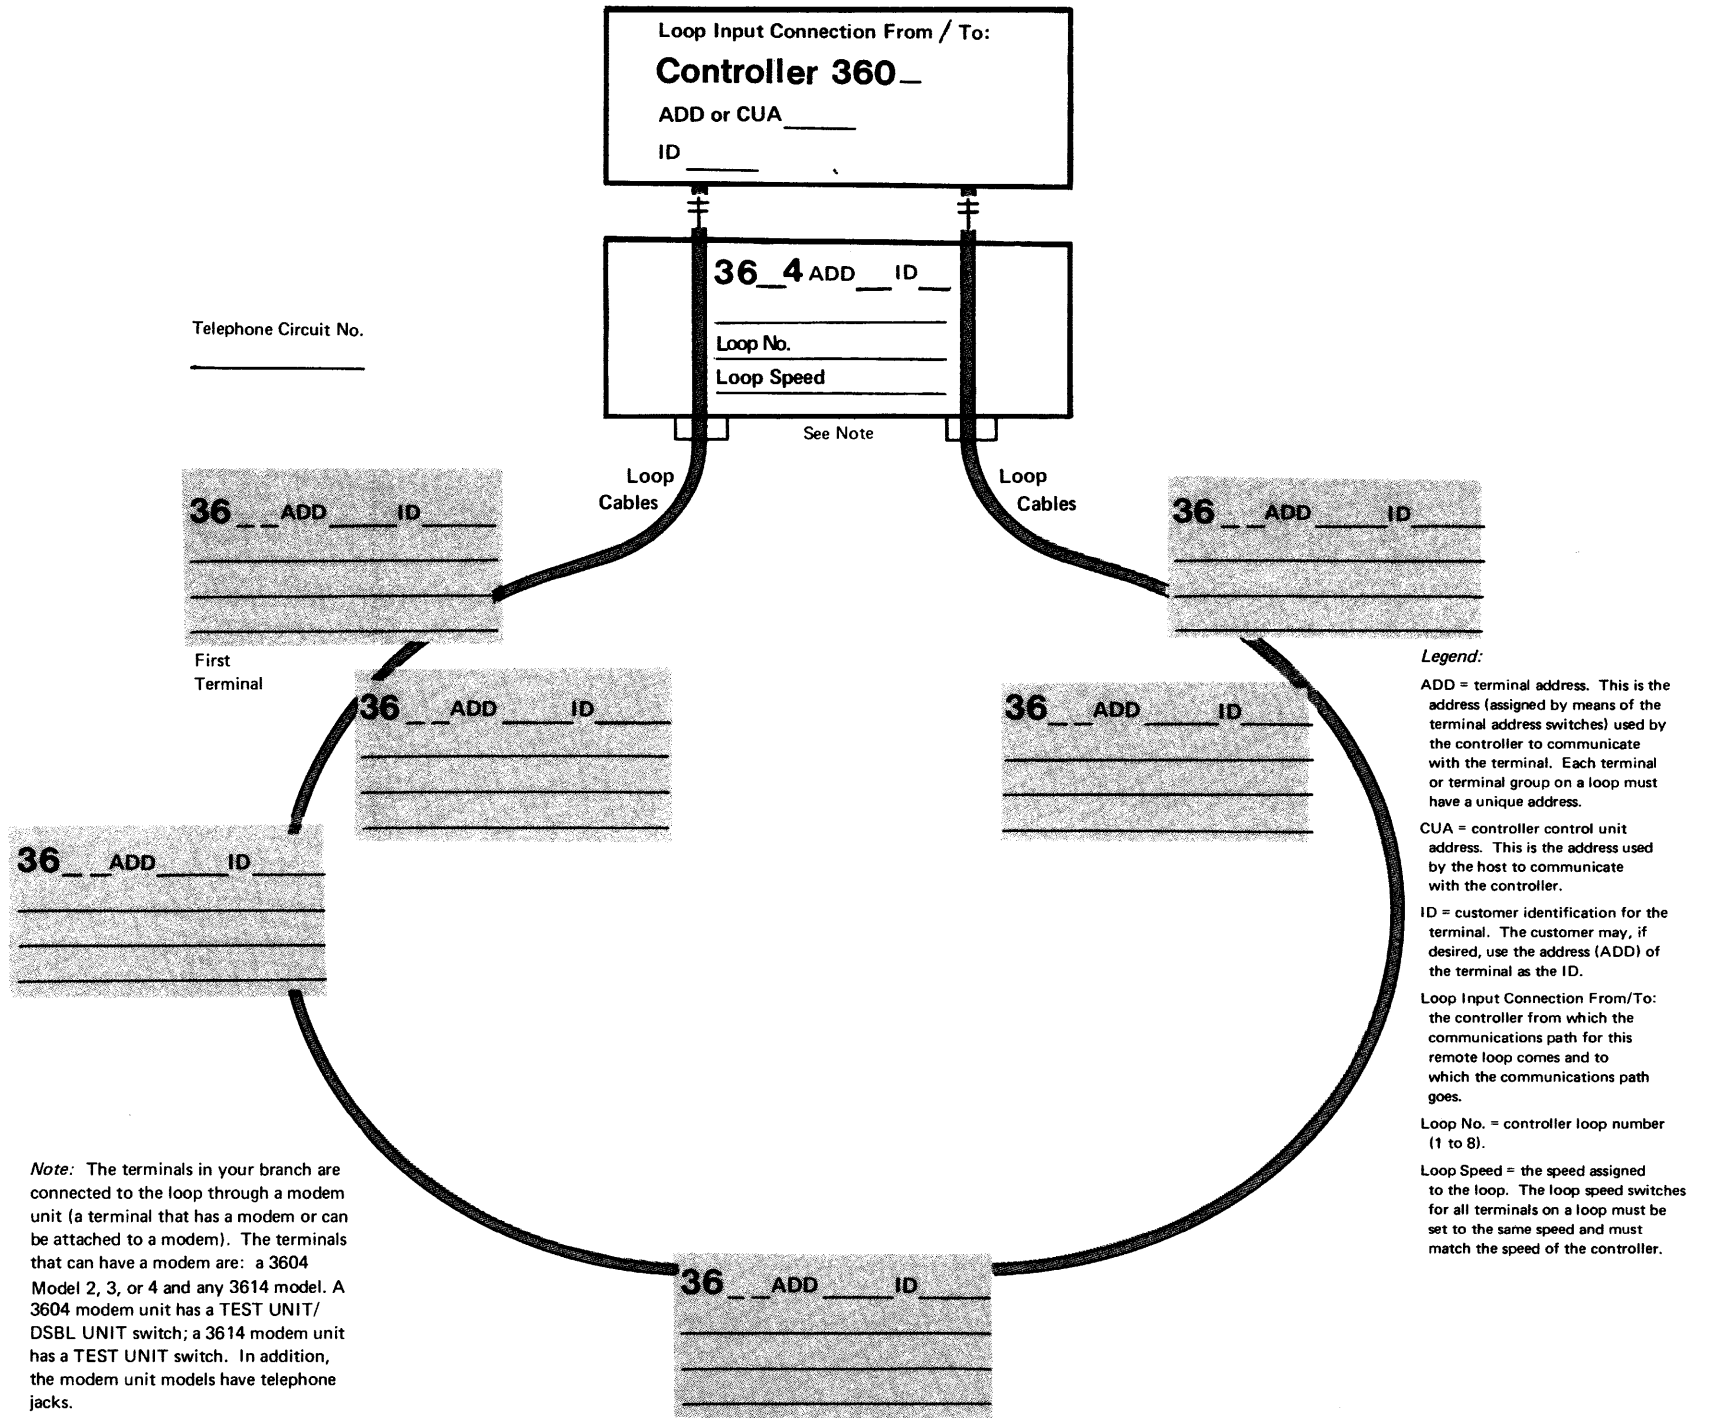 Loop Input Connection From / To:
Controller 360_
ADD or CUA_____
ID _____
36__4 ADD__ ID__
Loop No.
Loop Speed
See Note
Telephone Circuit No.
Loop
Cables
Loop
Cables
36_ _ADD_____ID_____
First
Terminal
36_ _ADD_____ID_____
36_ _ADD_____ID_____
36_ _ADD_____ID_____
36_ _ADD_____ID_____
36_ _ADD_____ID_____
Legend:
ADD = terminal address. This is the
address (assigned by means of the
terminal address switches) used by
the controller to communicate
with the terminal. Each terminal
or terminal group on a loop must
have a unique address.
CUA = controller control unit
address. This is the address used
by the host to communicate
with the controller.
ID = customer identification for the
terminal. The customer may, if
desired, use the address (ADD) of
the terminal as the ID.
Loop Input Connection From/To:
the controller from which the
communications path for this
remote loop comes and to
which the communications path
goes.
Loop No. = controller loop number
(1 to 8).
Loop Speed = the speed assigned
to the loop. The loop speed switches
for all terminals on a loop must be
set to the same speed and must
match the speed of the controller.
Note: The terminals in your branch are
connected to the loop through a modem
unit (a terminal that has a modem or can
be attached to a modem). The terminals
that can have a modem are: a 3604
Model 2, 3, or 4 and any 3614 model. A
3604 modem unit has a TEST UNIT/
DSBL UNIT switch; a 3614 modem unit
has a TEST UNIT switch. In addition,
the modem unit models have telephone
jacks.